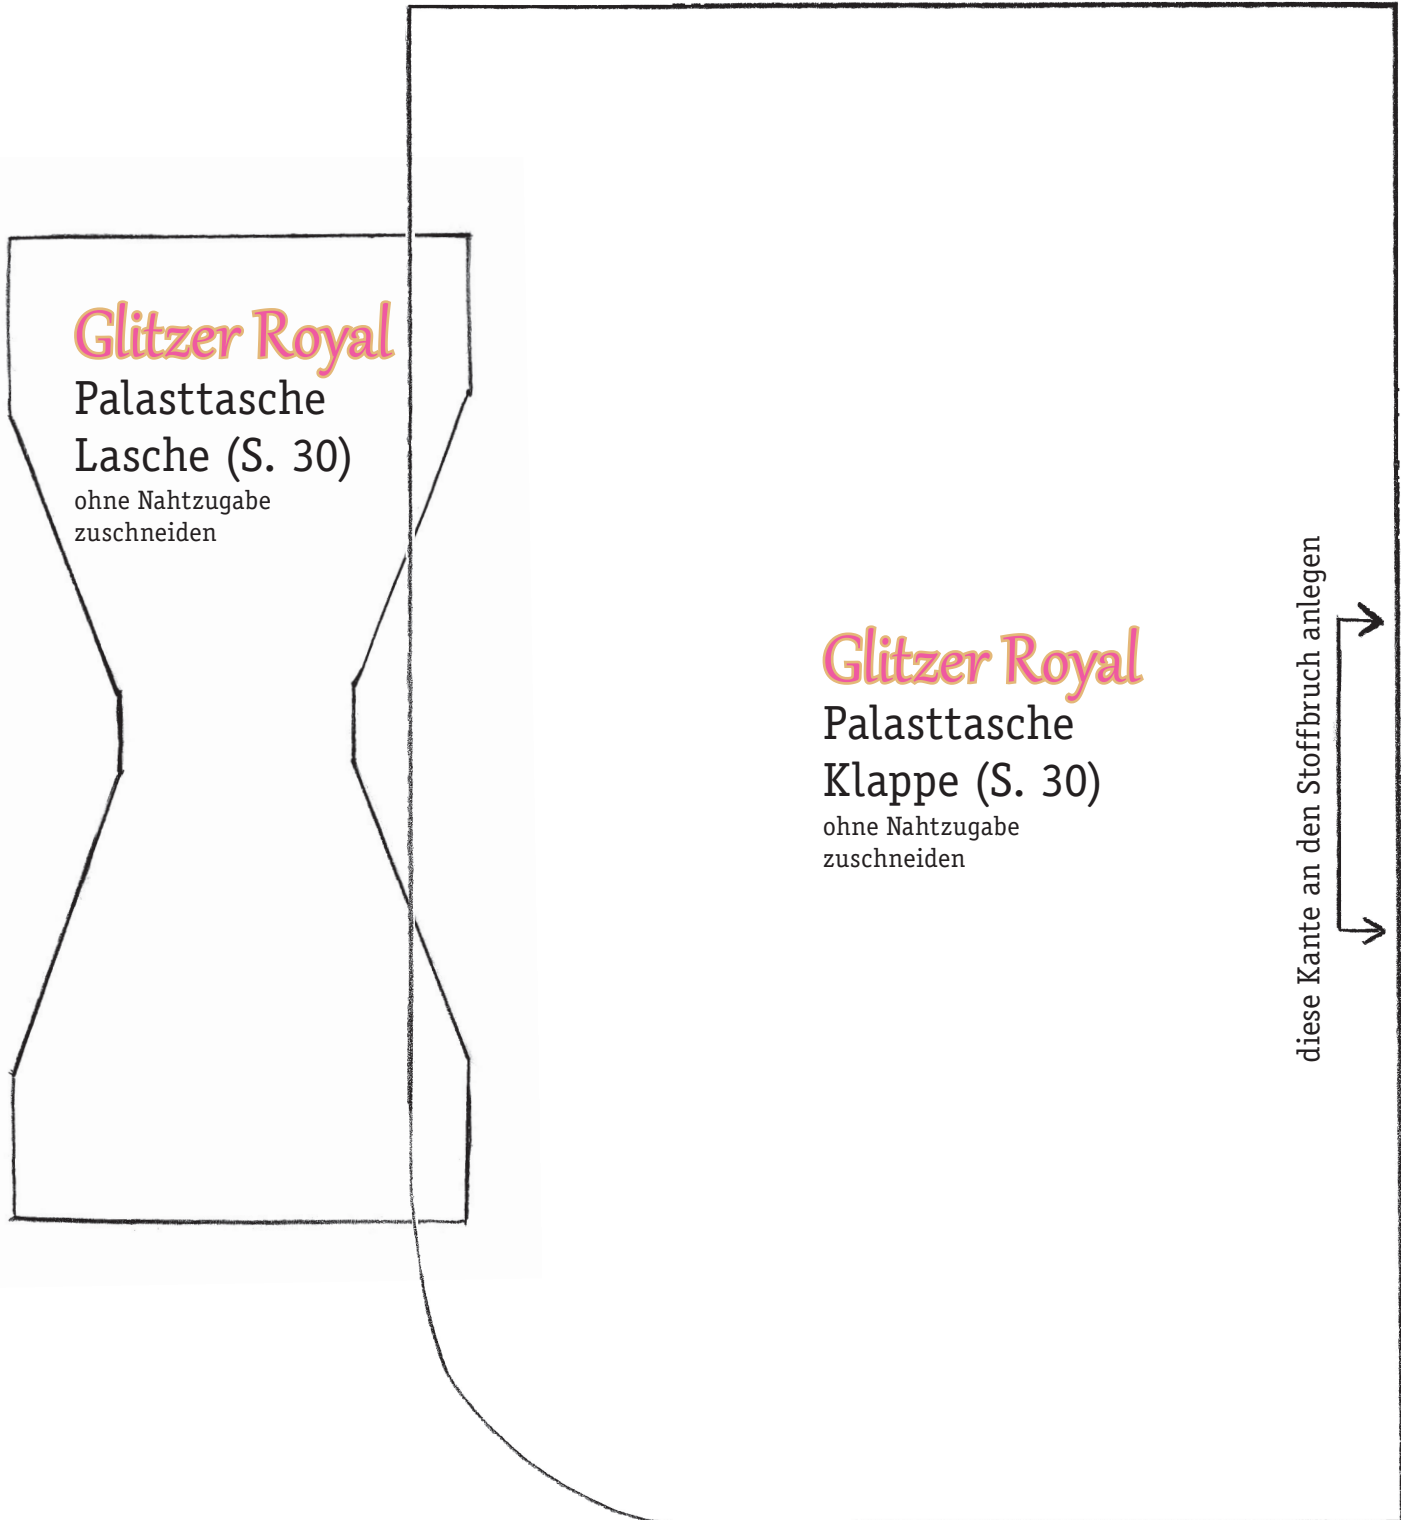 Glitzer Royal
Palasttasche
Lasche (S. 30)
ohne Nahtzugabe
zuschneiden
Glitzer Royal
Palasttasche
Klappe (S. 30)
ohne Nahtzugabe
zuschneiden
diese Kante an den Stoffbruch anlegen